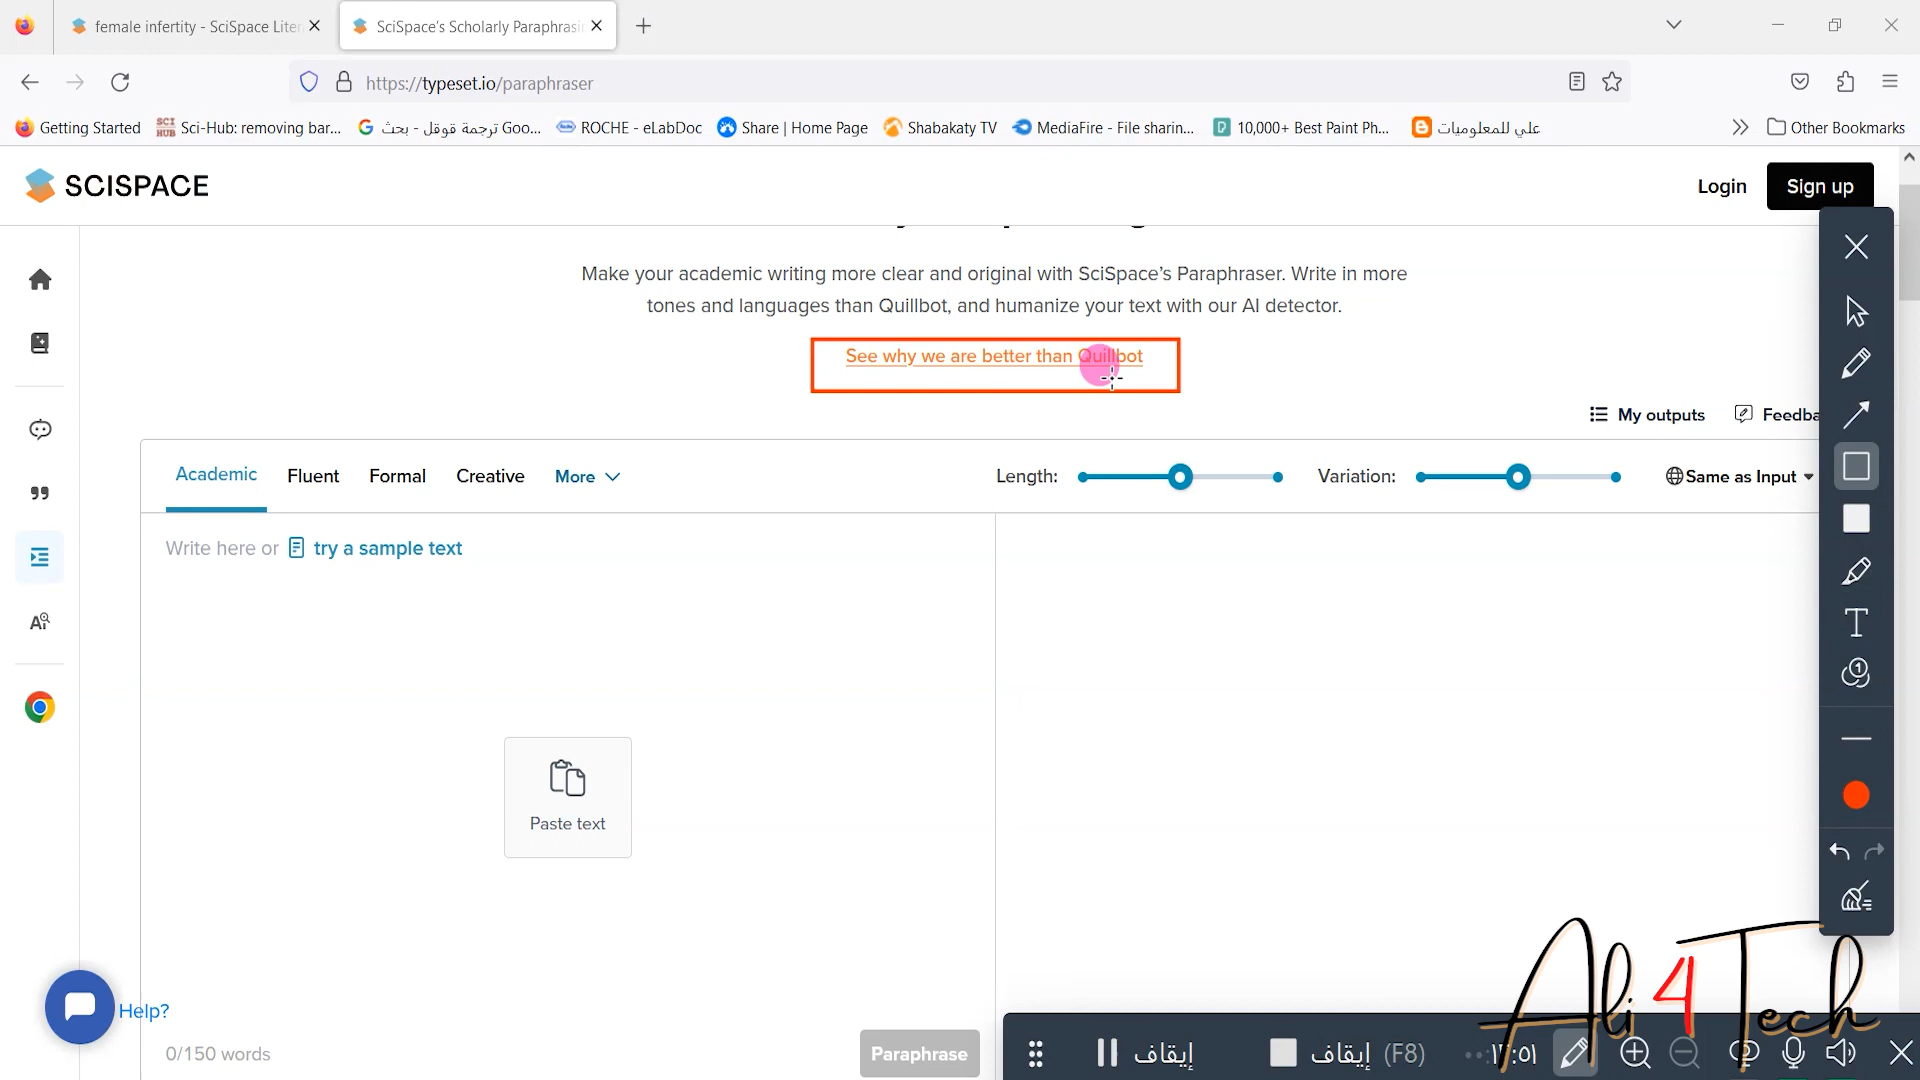 female infertity - SciSpace Liter
SciSpace's Scholarly Paraphrasin
https://typeset.io/paraphraser
Getting Started
SCI HUB
Sci-Hub: removing bar...
ترجمة قوقل - بحث Goo...
ROCHE - eLabDoc
Share | Home Page
Shabakaty TV
MediaFire - File sharin...
10,000+ Best Paint Ph...
علي للمعلوميات
Other Bookmarks
SCISPACE
Login
Sign up
Make your academic writing more clear and original with SciSpace's Paraphraser. Write in more
tones and languages than Quillbot, and humanize your text with our AI detector.
See why we are better than Quillbot
My outputs
Feedba
Academic
Fluent
Formal
Creative
More
Length:
Variation:
Same as Input
Write here or try a sample text
Paste text
Help?
0/150 words
Paraphrase
إيقاف
إيقاف (F8)
Ali 4 Tech